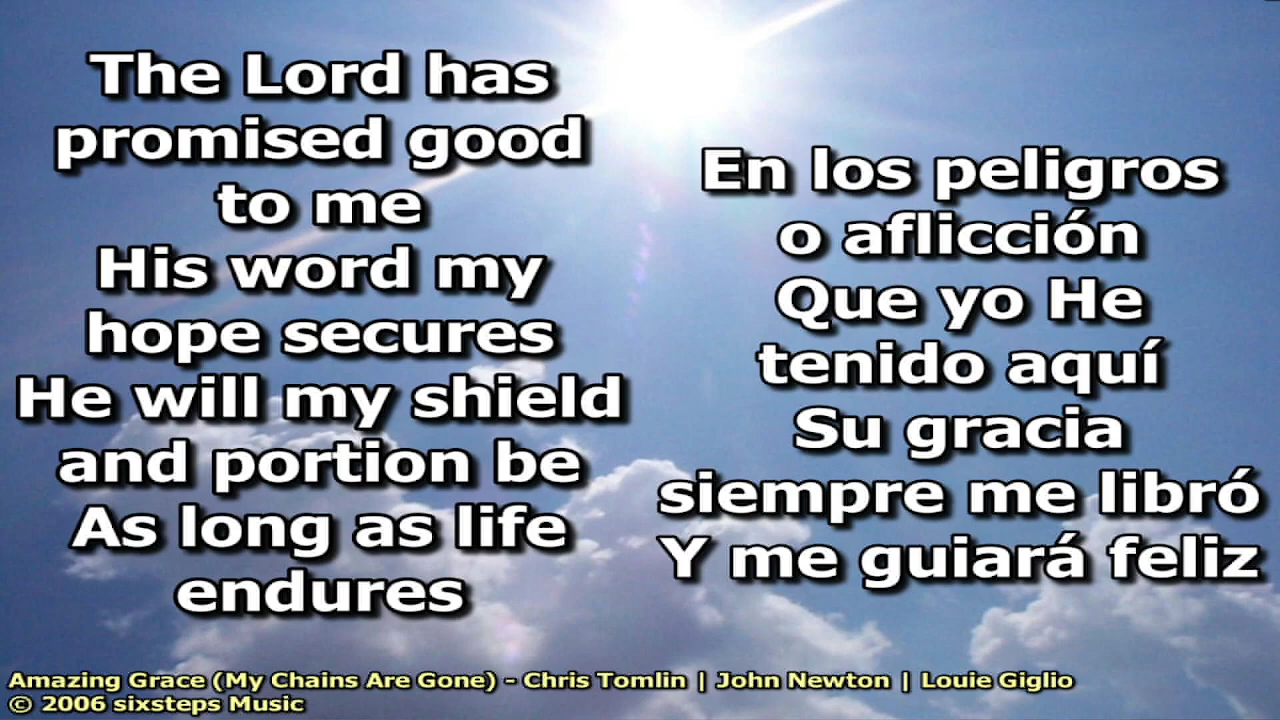 The Lord has
promised good
to me
His word my
hope secures
He will my shield
and portion be
As long as life
endures
En los peligros
o aflicción
Que yo He
tenido aquí
Su gracia
siempre me libró
Y me guiará feliz
Amazing Grace (My Chains Are Gone) - Chris Tomlin | John Newton | Louie Giglio
© 2006 sixsteps Music